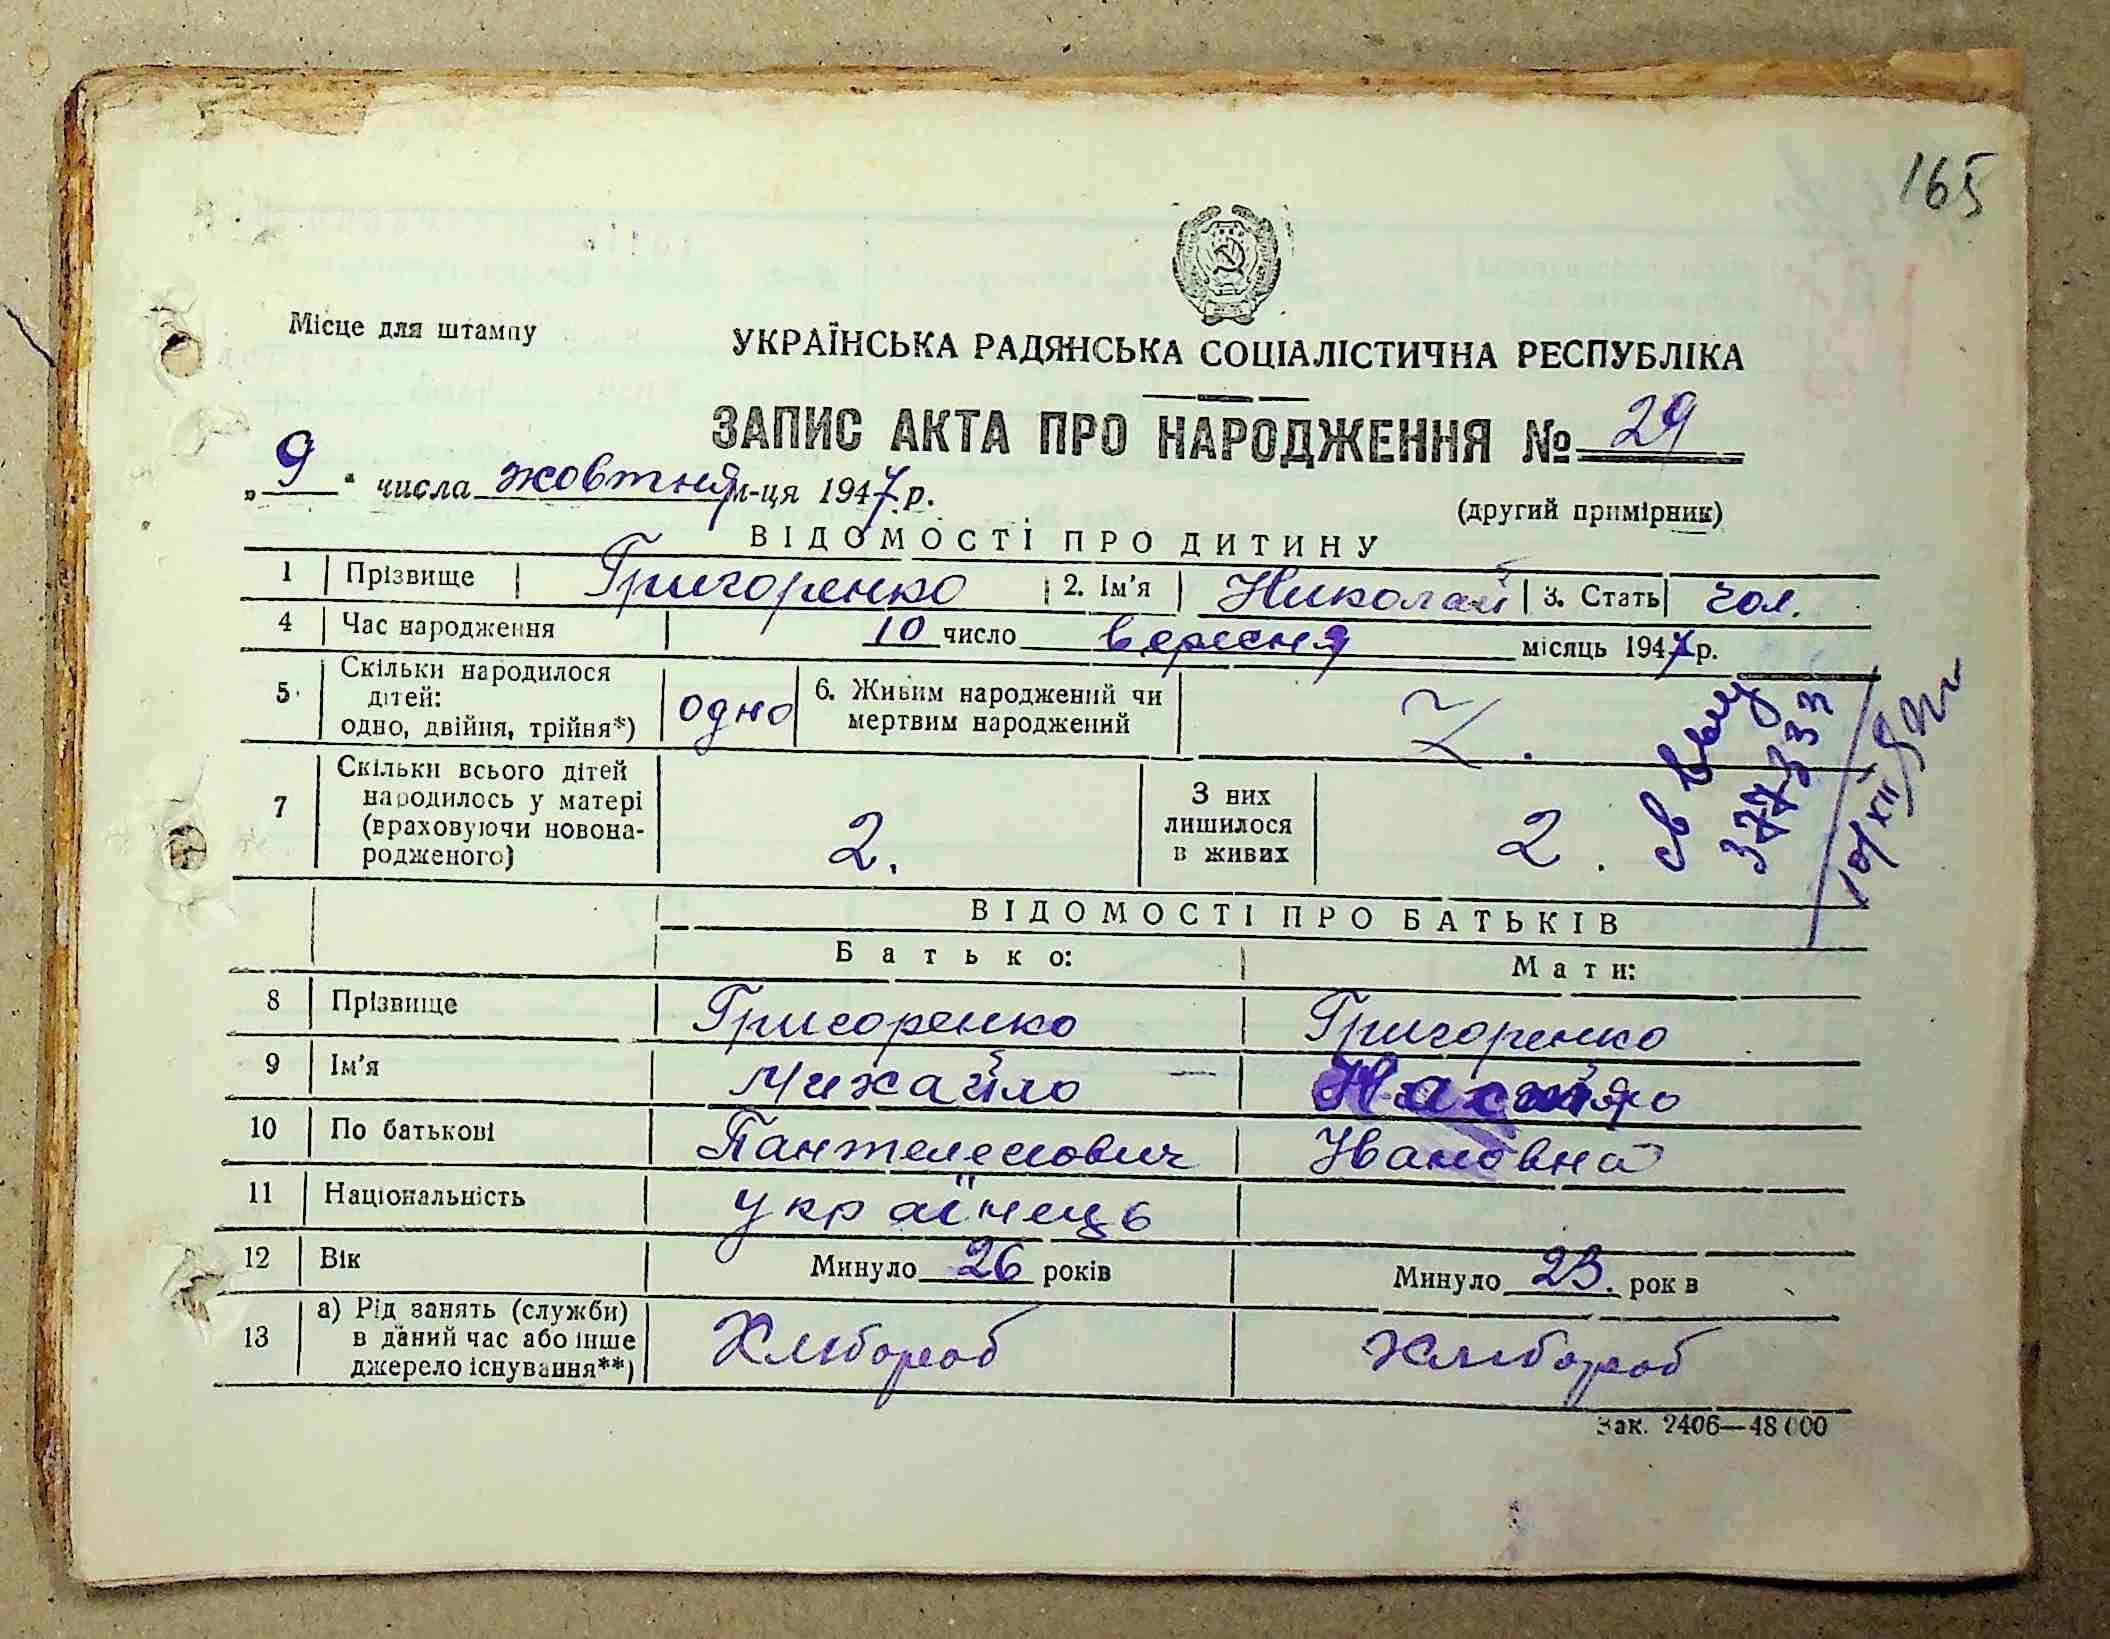 165
Місце для штампу
УКРАЇНСЬКА РАДЯНСЬКА СОЦІАЛІСТИЧНА РЕСПУБЛІКА
ЗАПИС АКТА ПРО НАРОДЖЕННЯ № 29
„9“ числа жовтня м-ця 1947 р.
(другий примірник)
ВІДОМОСТІ ПРО ДИТИНУ
1 Прізвище Григоренко 2. Ім'я Николай 3. Стать чол.
4 Час народження 10 число вересня місяць 1947 р.
5 Скільки народилося дітей: одно, двійня, трійня*) одно 6. Живим народжений чи мертвим народжений
7 Скільки всього дітей народилось у матері (враховуючи новонародженого) 2. З них лишилося в живих 2.
ВІДОМОСТІ ПРО БАТЬКІВ
Батько: Мати:
8 Прізвище Григоренко Григоренко
9 Ім'я Михайло
10 По батькові Пантелеєвич Ивановна
11 Національність українець
12 Вік Минуло 26 років Минуло 23. рок в
13 а) Рід занять (служби) в даний час або інше джерело існування**) Хлібороб Хлібороб
Зак. 2406—48 000